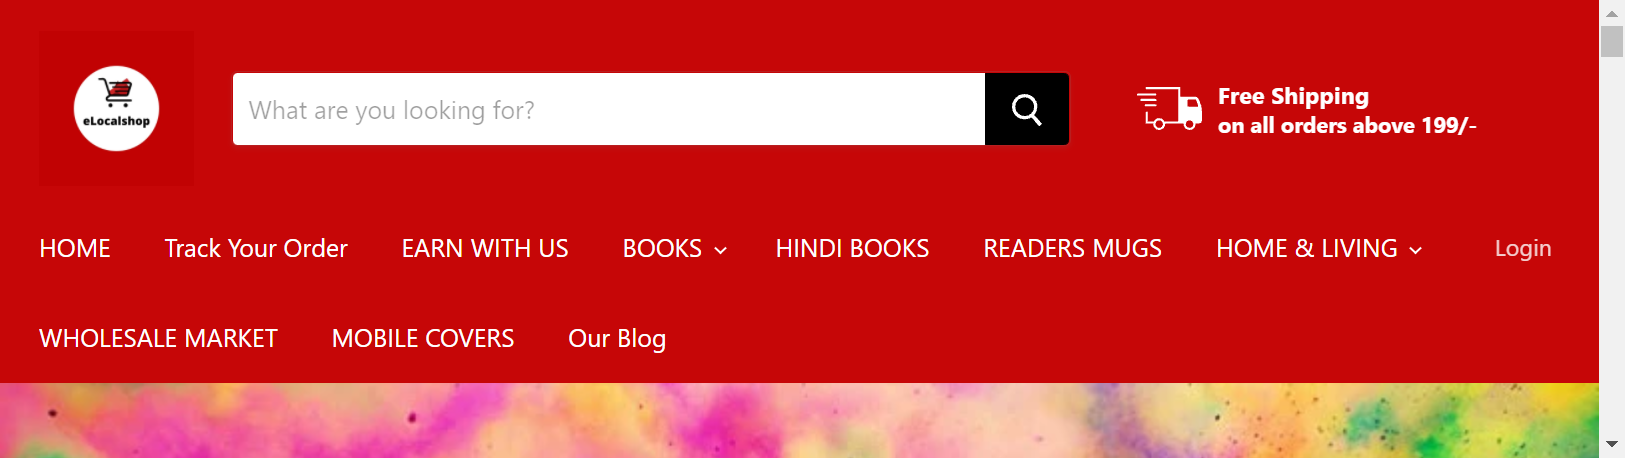 eLocalshop
What are you looking for?
Free Shipping
on all orders above 199/-
HOME Track Your Order EARN WITH US BOOKS HINDI BOOKS READERS MUGS HOME & LIVING Login
WHOLESALE MARKET MOBILE COVERS Our Blog